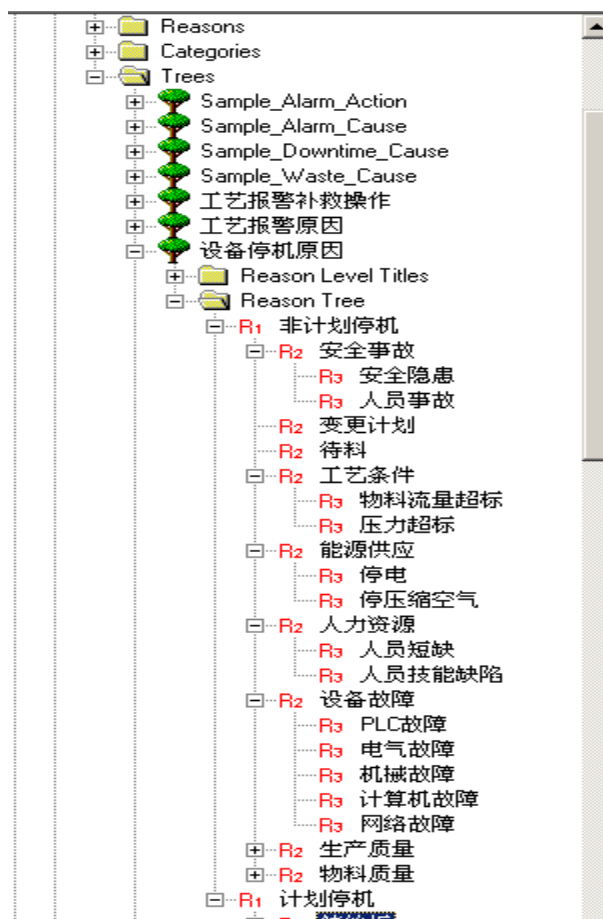 Reasons
Categories
Trees
Sample_Alarm_Action
Sample_Alarm_Cause
Sample_Downtime_Cause
Sample_Waste_Cause
工艺报警补救操作
工艺报警原因
设备停机原因
Reason Level Titles
Reason Tree
R1 非计划停机
R2 安全事故
R3 安全隐患
R3 人员事故
R2 变更计划
R2 待料
R2 工艺条件
R3 物料流量超标
R3 压力超标
R2 能源供应
R3 停电
R3 停压缩空气
R2 人力资源
R3 人员短缺
R3 人员技能缺陷
R2 设备故障
R3 PLC故障
R3 电气故障
R3 机械故障
R3 计算机故障
R3 网络故障
R2 生产质量
R2 物料质量
R1 计划停机